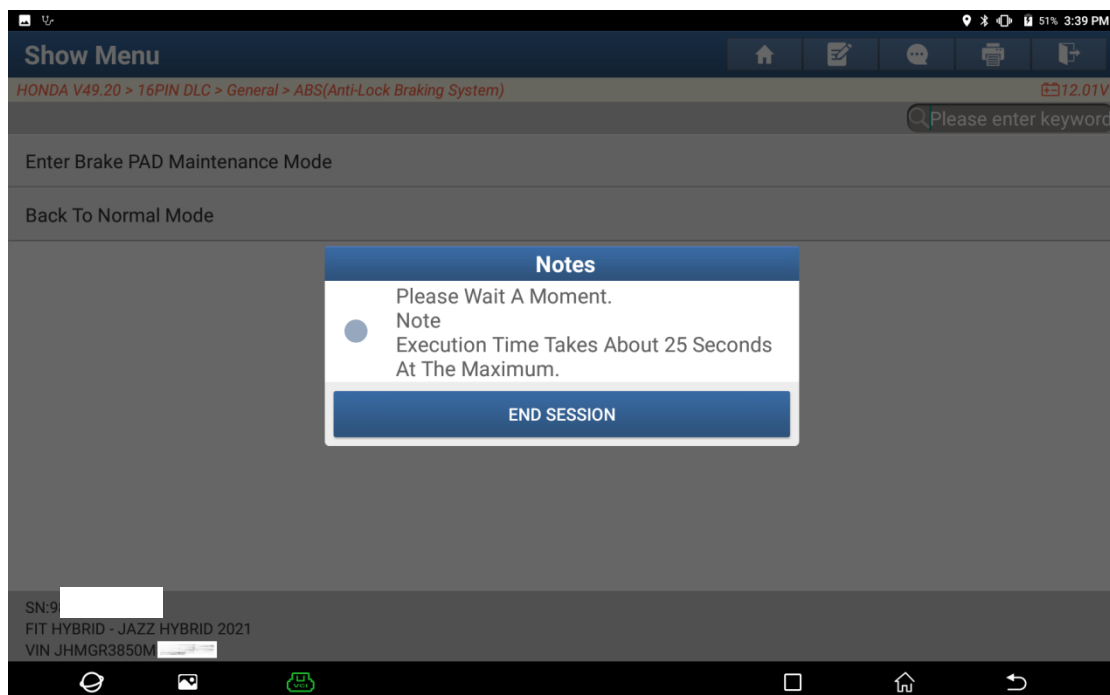 51% 3:39 PM
Show Menu
HONDA V49.20 > 16PIN DLC > General > ABS(Anti-Lock Braking System)
12.01V
Please enter keyword
Enter Brake PAD Maintenance Mode
Back To Normal Mode
Notes
Please Wait A Moment.
Note
Execution Time Takes About 25 Seconds
At The Maximum.
END SESSION
SN:9
FIT HYBRID - JAZZ HYBRID 2021
VIN JHMGR3850M
VCI